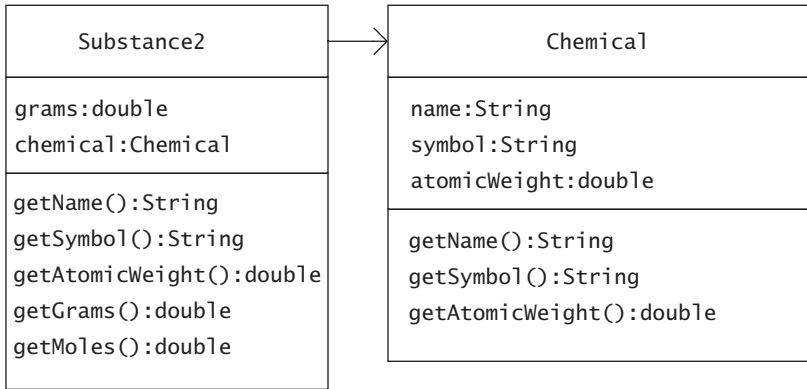 Substance2
grams:double
chemical:Chemical
getName():String
getSymbol():String
getAtomicWeight():double
getGrams():double
getMoles():double
Chemical
name:String
symbol:String
atomicWeight:double
getName():String
getSymbol():String
getAtomicWeight():double